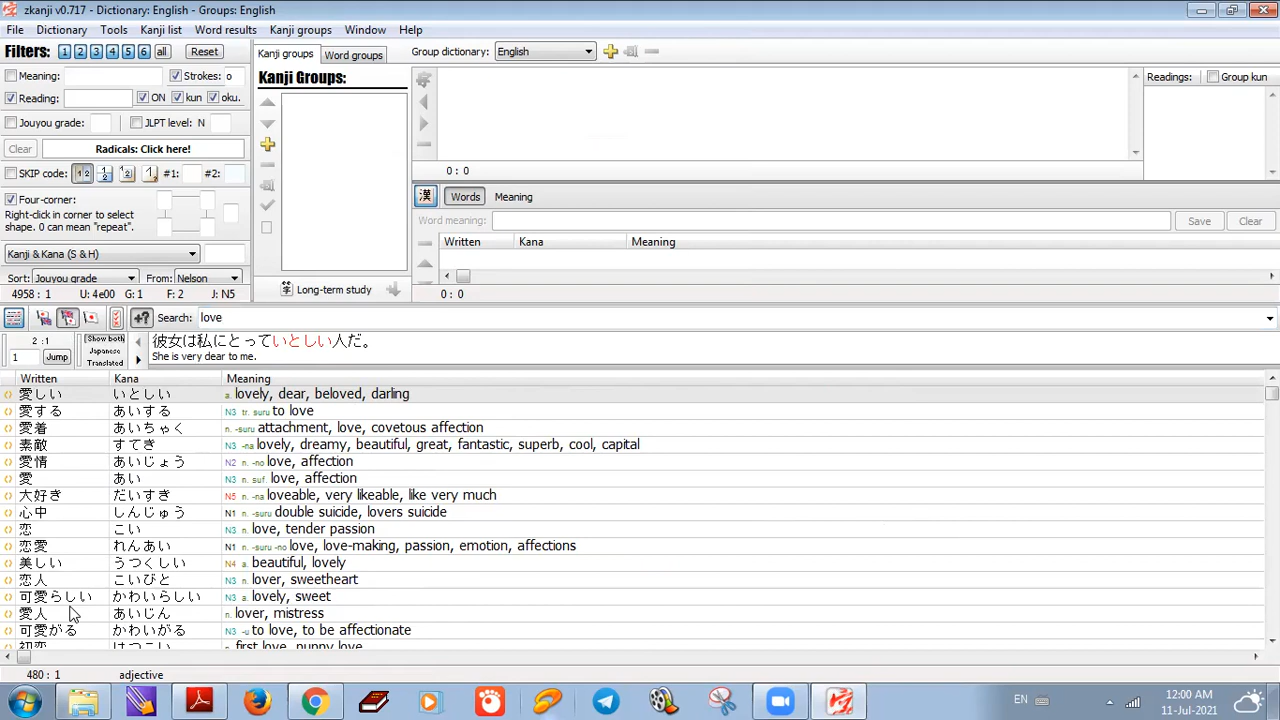 zkanji v0.717 - Dictionary: English - Groups: English
File Dictionary Tools Kanji list Word results Kanji groups Window Help
Filters: 1 2 3 4 5 6 all Reset
Meaning: Strokes: o
Reading: ON kun oku.
Jouyou grade: JLPT level: N
Clear Radicals: Click here!
SKIP code: #1: #2:
Four-corner:
Right-click in corner to select
shape. 0 can mean "repeat".
Kanji & Kana (S & H)
Sort: Jouyou grade From: Nelson
4958 : 1 U: 4e00 G: 1 F: 2 J: N5
Kanji groups Word groups
Kanji Groups:
Long-term study
Group dictionary: English
Readings: Group kun
0 : 0
漢 Words Meaning
Word meaning: Save Clear
Written Kana Meaning
0 : 0
Search: love
2 : 1
1 Jump
Show both
Japanese
Translated
彼女は私にとっていとしい人だ。
She is very dear to me.
Written Kana Meaning
愛しい いとしい a. lovely, dear, beloved, darling
愛する あいする N3 tr. suru to love
愛着 あいちゃく n. -suru attachment, love, covetous affection
素敵 すてき N3 -na lovely, dreamy, beautiful, great, fantastic, superb, cool, capital
愛情 あいじょう N2 n. -no love, affection
愛 あい N3 n. suf. love, affection
大好き だいすき N5 n. -na loveable, very likeable, like very much
心中 しんじゅう N1 n. -suru double suicide, lovers suicide
恋 こい N3 n. love, tender passion
恋愛 れんあい N1 n. -suru -no love, love-making, passion, emotion, affections
美しい うつくしい N4 a. beautiful, lovely
恋人 こいびと N3 n. lover, sweetheart
可愛らしい かわいらしい N3 a. lovely, sweet
愛人 あいじん n. lover, mistress
可愛がる かわいがる N3 -u to love, to be affectionate
初恋 はつこい n. first love, puppy love
480 : 1 adjective
EN
12:00 AM
11-Jul-2021